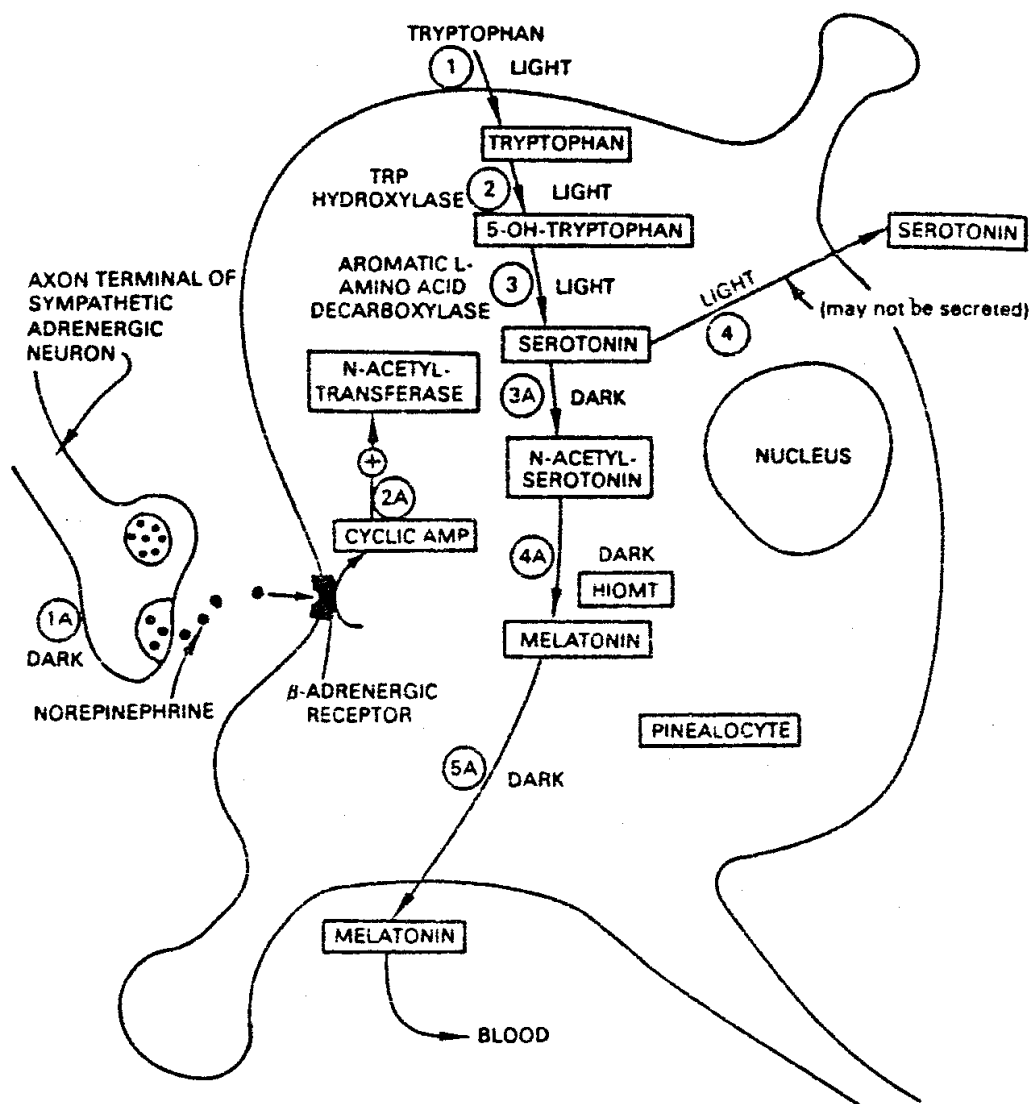 TRYPTOPHAN
1
LIGHT
TRYPTOPHAN
TRP
HYDROXYLASE
2
LIGHT
5-OH-TRYPTOPHAN
SEROTONIN
AROMATIC L-
AMINO ACID
DECARBOXYLASE
3
LIGHT
LIGHT
4
(may not be secreted)
SEROTONIN
AXON TERMINAL OF
SYMPATHETIC
ADRENERGIC
NEURON
N-ACETYL-
TRANSFERASE
3A
DARK
+
2A
CYCLIC AMP
N-ACETYL-
SEROTONIN
NUCLEUS
4A
DARK
HIOMT
1A
DARK
NOREPINEPHRINE
β-ADRENERGIC
RECEPTOR
MELATONIN
PINEALOCYTE
5A
DARK
MELATONIN
BLOOD